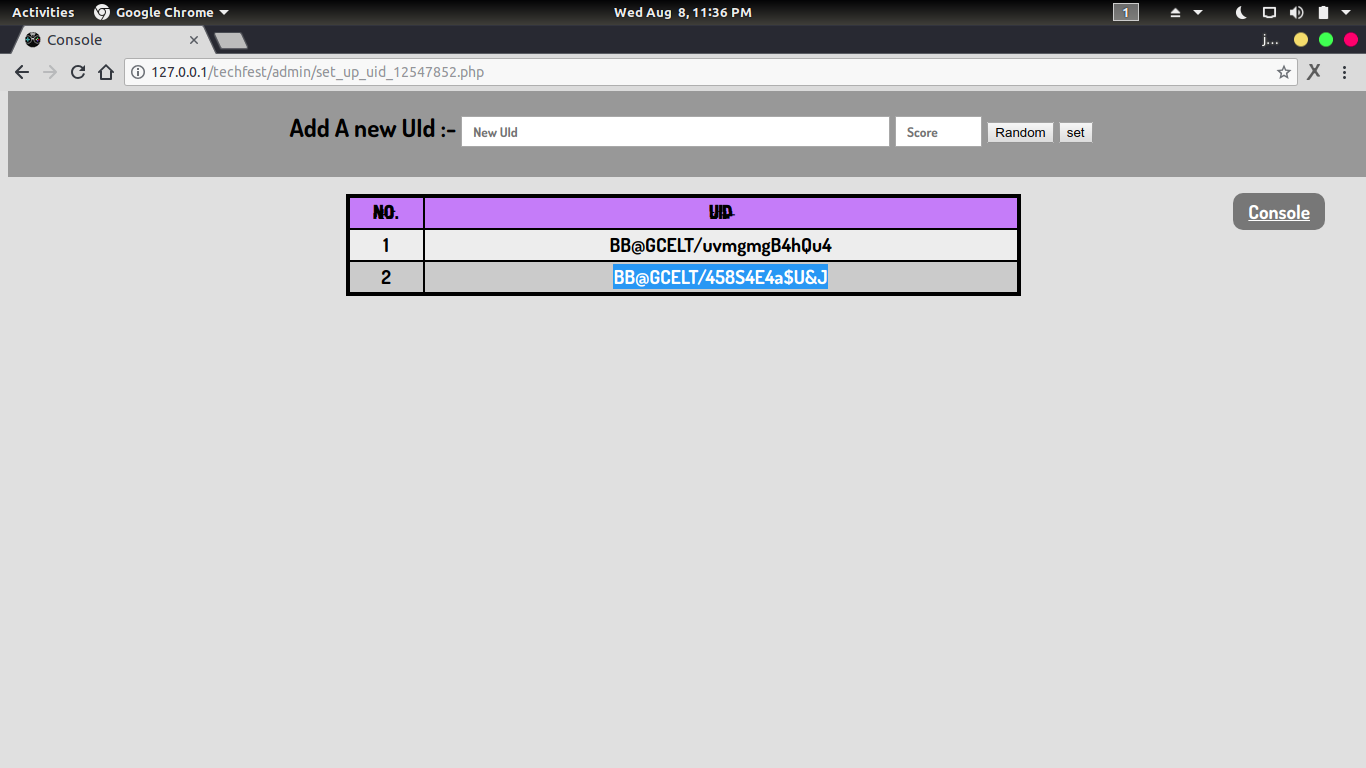 Activities Google Chrome Wed Aug 8, 11:36 PM 1
Console j...
127.0.0.1/techfest/admin/set_up_uid_12547852.php X
Add A new UId :- New UId Score Random set
NO. UID
Console
1 BB@GCELT/uvmgmgB4hQu4
2 BB@GCELT/458S4E4a$U&J